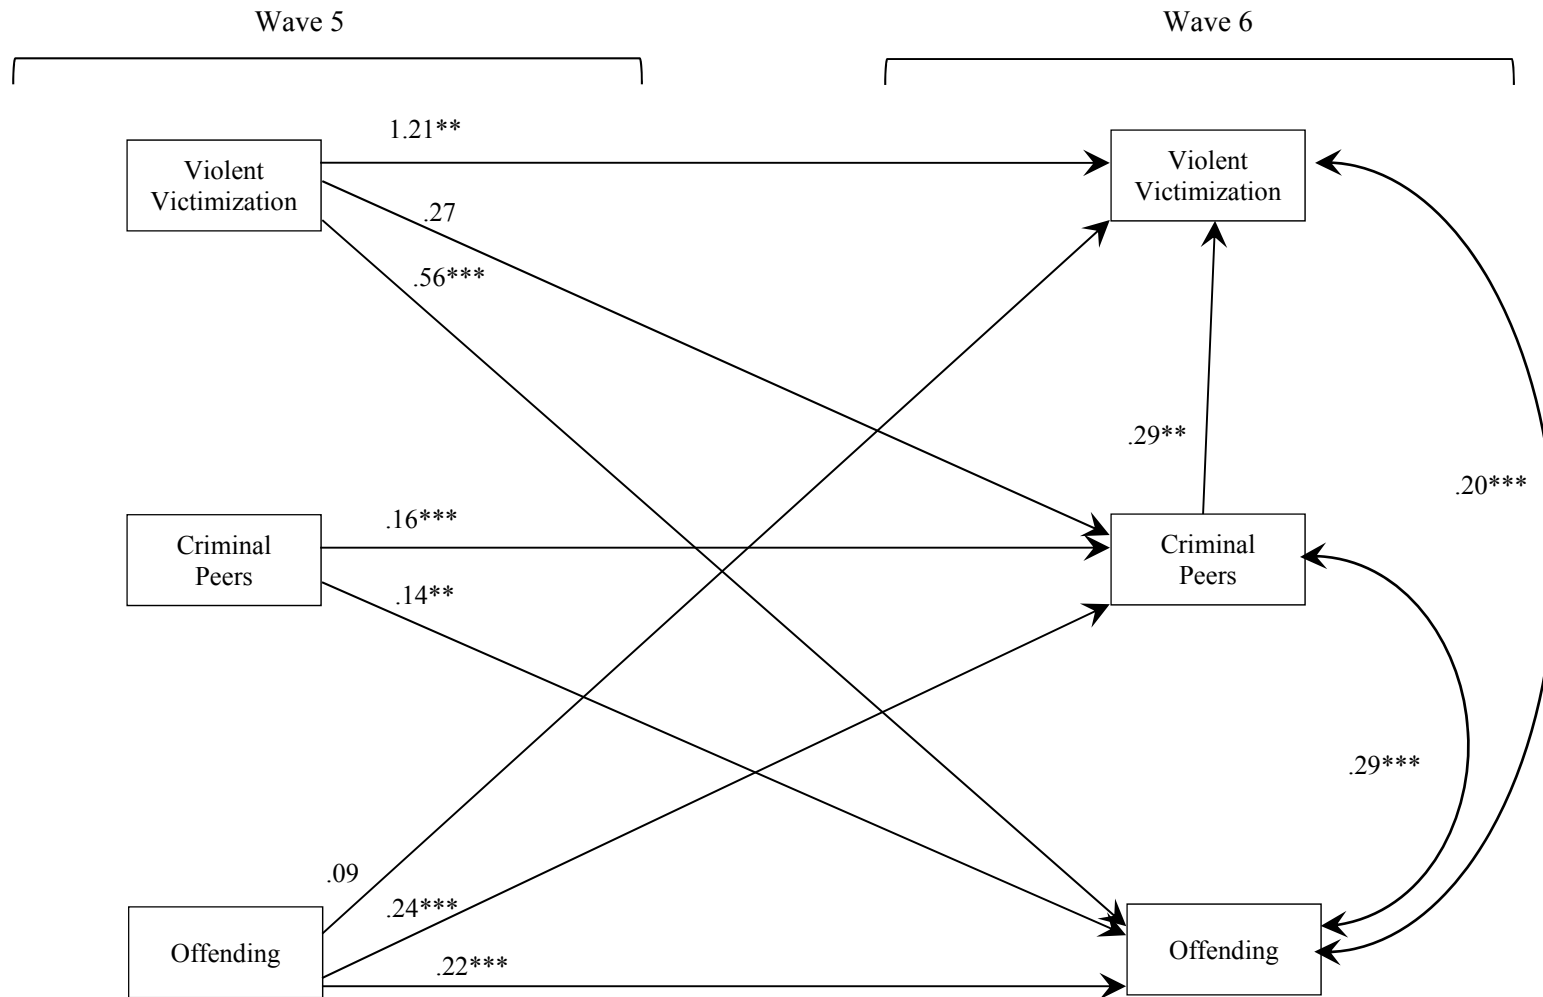 Wave 5
Wave 6
1.21**
Violent
Victimization
Violent
Victimization
.27
.56***
.29**
.20***
.16***
Criminal
Peers
Criminal
Peers
.14**
.29***
.09
.24***
Offending
Offending
.22***